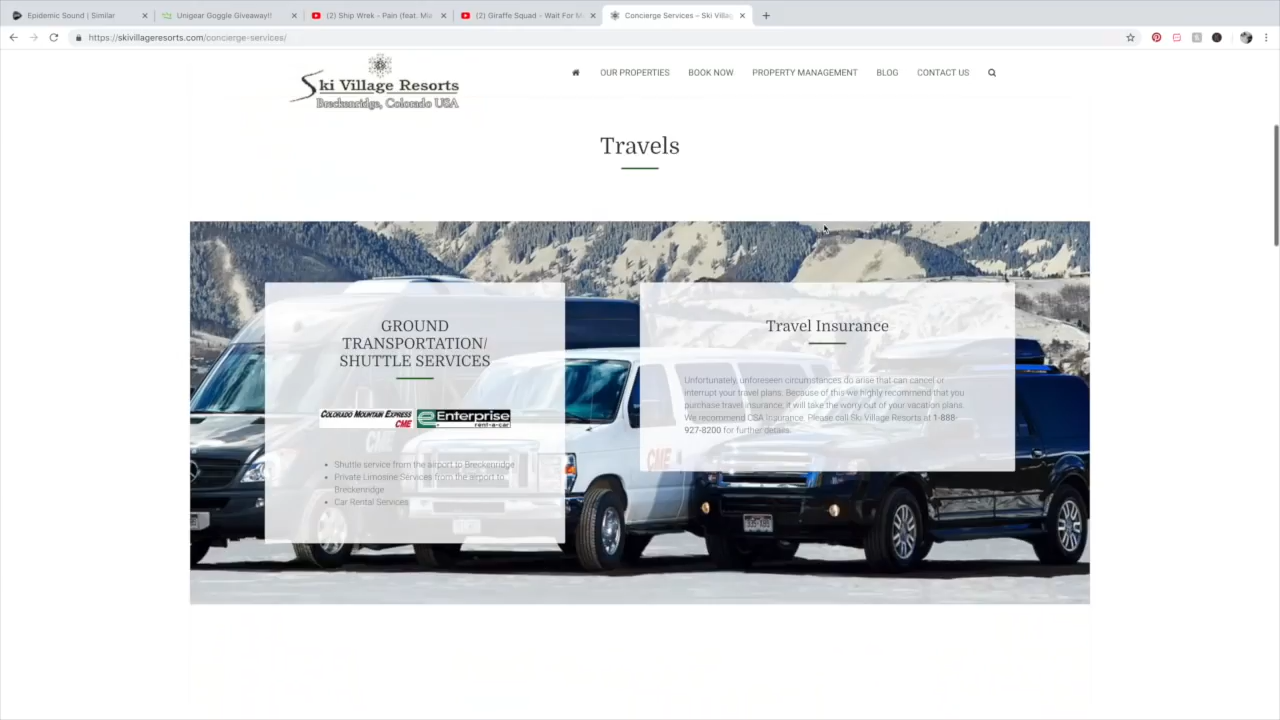 Epidemic Sound | Similar
Unigear Goggle Giveaway!!
(2) Ship Wrek - Pain (feat. Mia
(2) Giraffe Squad - Wait For M
Concierge Services – Ski Villag
https://skivillageresorts.com/concierge-services/
Ski Village Resorts
Breckenridge, Colorado USA
OUR PROPERTIES
BOOK NOW
PROPERTY MANAGEMENT
BLOG
CONTACT US
Travels
GROUND
TRANSPORTATION/
SHUTTLE SERVICES
COLORADO MOUNTAIN EXPRESS
CME
Enterprise
rent-a-car
Shuttle service from the airport to Breckenridge
Private Limosine Services from the airport to
Breckenridge
Car Rental Services
Travel Insurance
Unfortunately, unforeseen circumstances do arise that can cancel or
interrupt your travel plans. Because of this we highly recommend that you
purchase travel insurance, it will take the worry out of your vacation plans.
We recommend CSA Insurance. Please call Ski Village Resorts at 1-888-
927-8200 for further details.
CME